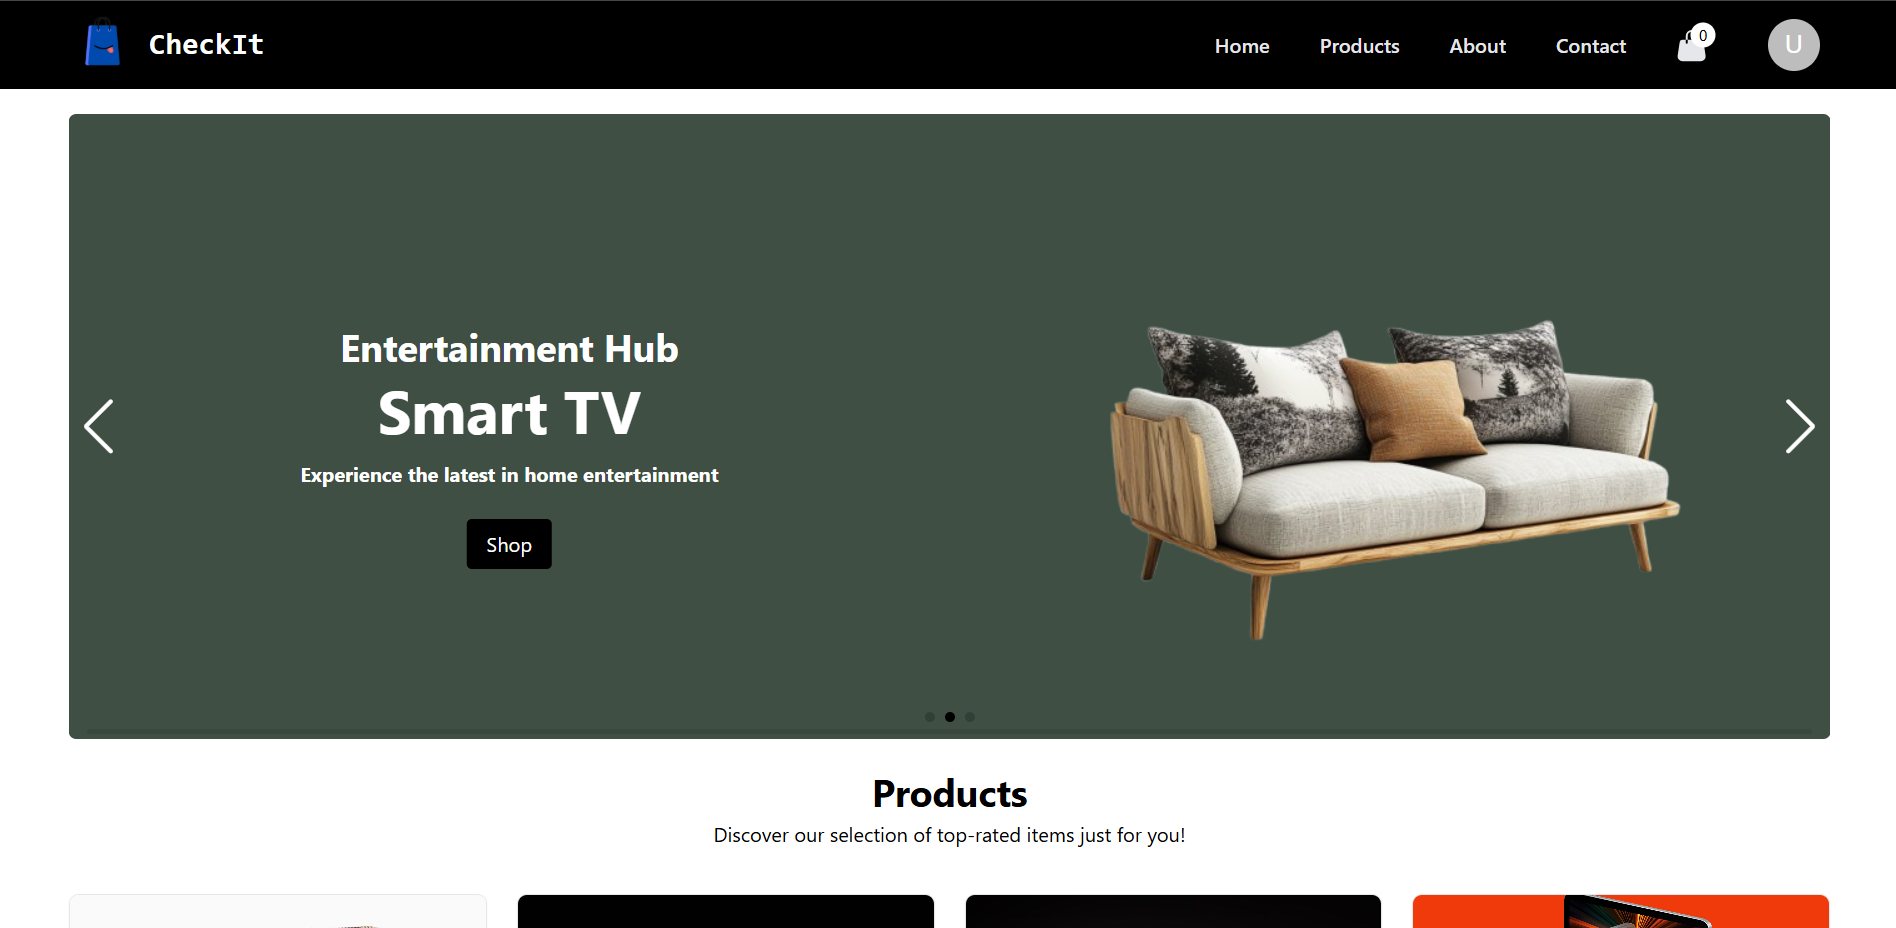 CheckIt
Home
Products
About
Contact
0
U
Entertainment Hub
Smart TV
Experience the latest in home entertainment
Shop
Products
Discover our selection of top-rated items just for you!